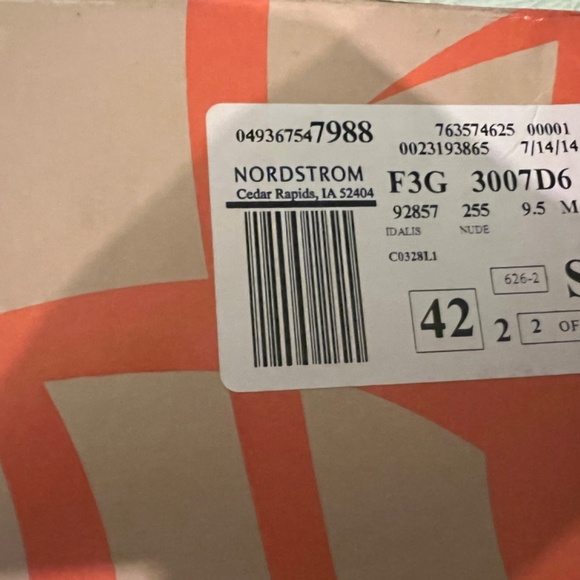 049367547988
763574625 00001
0023193865 7/14/14
NORDSTROM
Cedar Rapids, IA 52404
F3G 3007D6
92857 255 9.5 M
IDALIS NUDE
C0328L1
626-2
42 2 2 OF